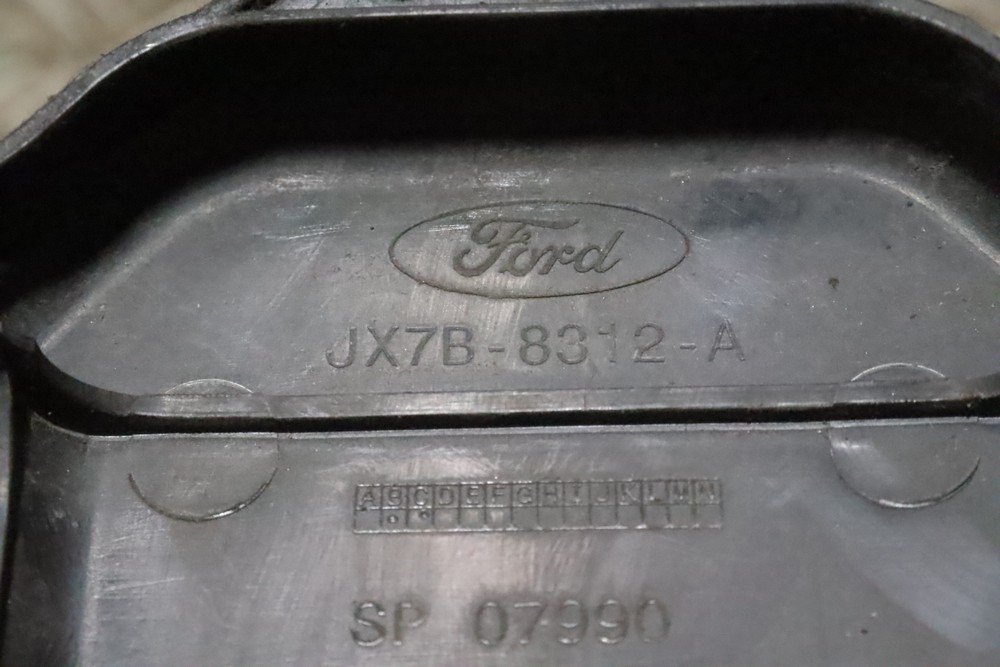 Ford
JX7B-8312-A
A B C D E F G H I J K L M N
SP 07990